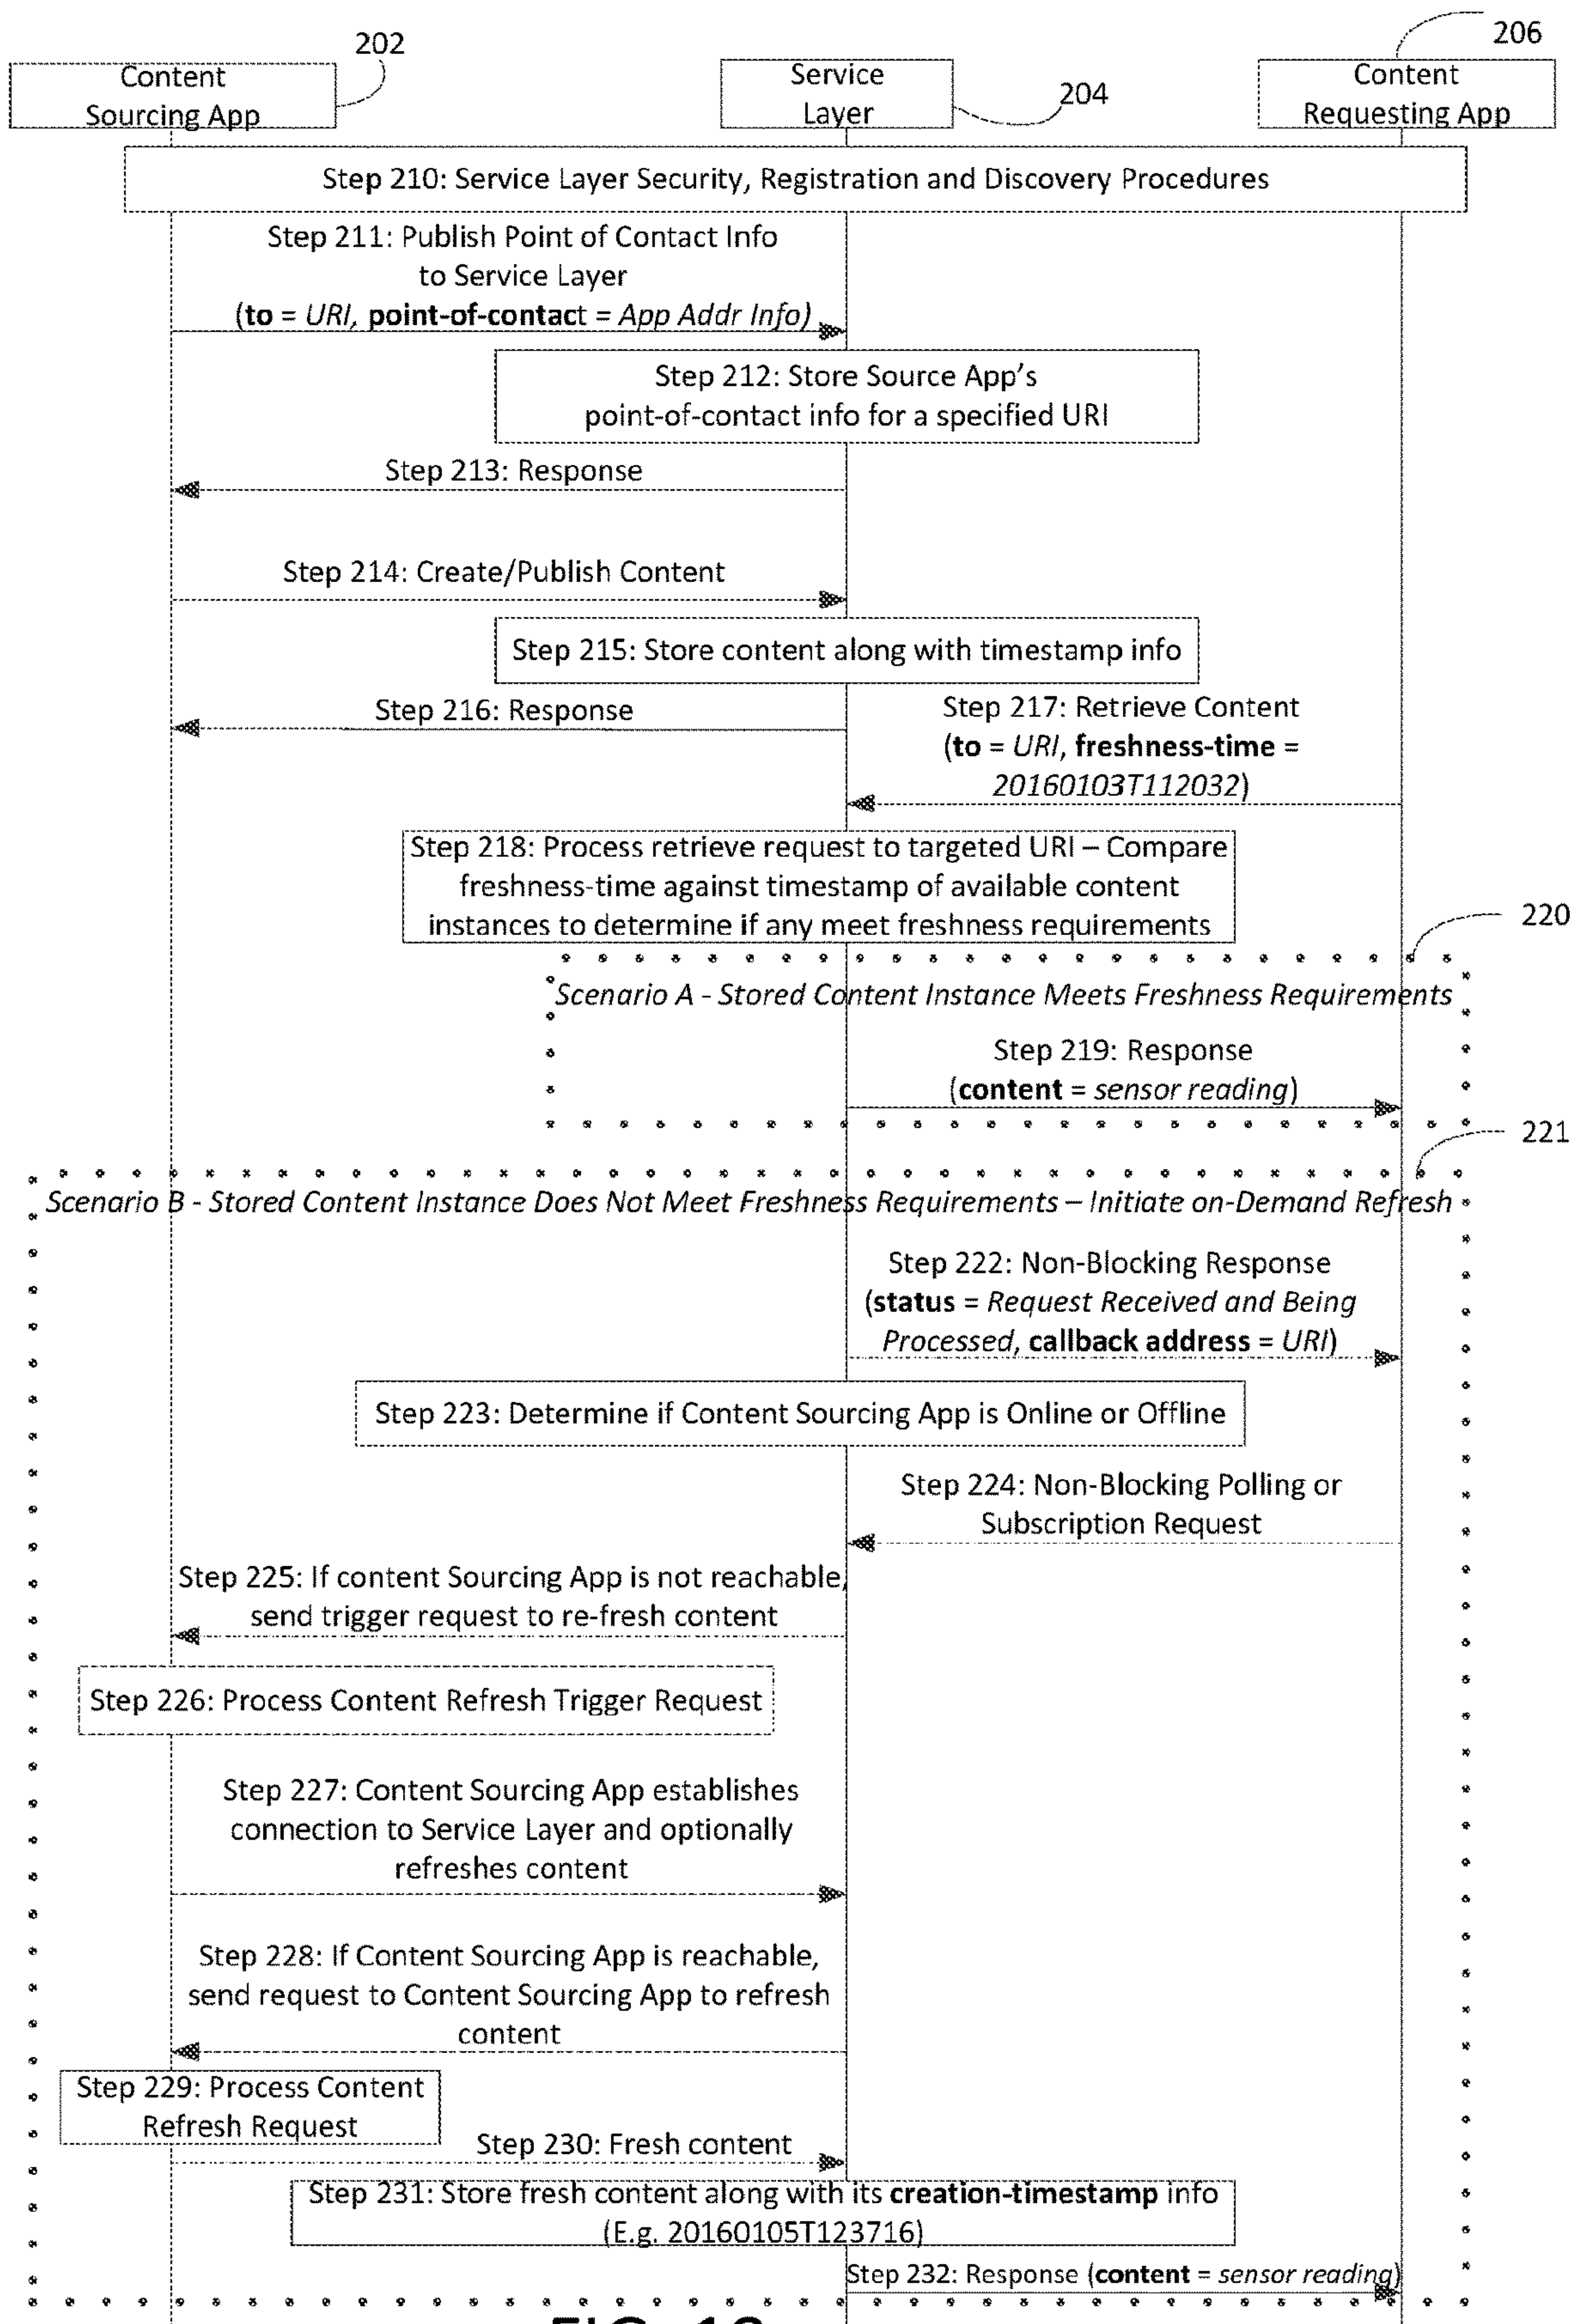 202
206
Content
Sourcing App
Service
Layer
204
Content
Requesting App
Step 210: Service Layer Security, Registration and Discovery Procedures
Step 211: Publish Point of Contact Info
to Service Layer
(to = URI, point-of-contact = App Addr Info)
Step 212: Store Source App's
point-of-contact info for a specified URI
Step 213: Response
Step 214: Create/Publish Content
Step 215: Store content along with timestamp info
Step 216: Response
Step 217: Retrieve Content
(to = URI, freshness-time =
20160103T112032)
Step 218: Process retrieve request to targeted URI – Compare
freshness-time against timestamp of available content
instances to determine if any meet freshness requirements
220
Scenario A - Stored Content Instance Meets Freshness Requirements
Step 219: Response
(content = sensor reading)
221
Scenario B - Stored Content Instance Does Not Meet Freshness Requirements – Initiate on-Demand Refresh
Step 222: Non-Blocking Response
(status = Request Received and Being
Processed, callback address = URI)
Step 223: Determine if Content Sourcing App is Online or Offline
Step 224: Non-Blocking Polling or
Subscription Request
Step 225: If content Sourcing App is not reachable,
send trigger request to re-fresh content
Step 226: Process Content Refresh Trigger Request
Step 227: Content Sourcing App establishes
connection to Service Layer and optionally
refreshes content
Step 228: If Content Sourcing App is reachable,
send request to Content Sourcing App to refresh
content
Step 229: Process Content
Refresh Request
Step 230: Fresh content
Step 231: Store fresh content along with its creation-timestamp info
(E.g. 20160105T123716)
Step 232: Response (content = sensor reading)